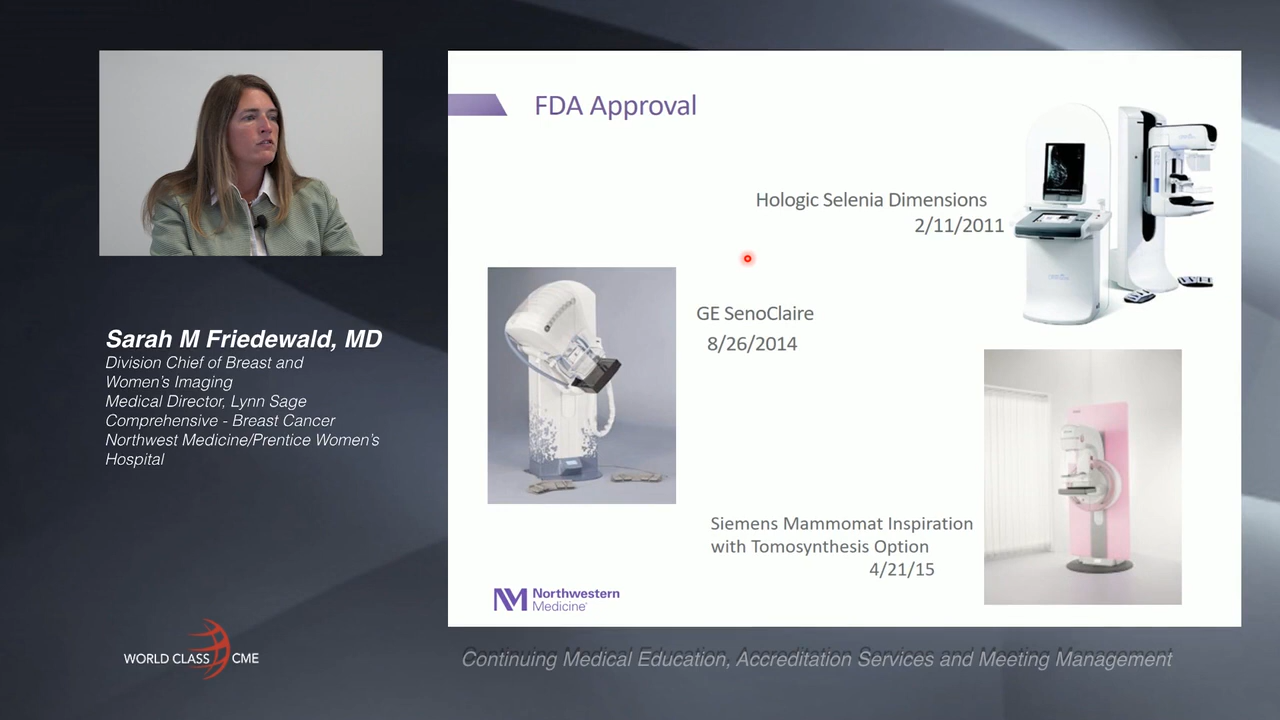 FDA Approval
Hologic Selenia Dimensions
2/11/2011
GE SenoClaire
8/26/2014
Siemens Mammomat Inspiration
with Tomosynthesis Option
4/21/15
Northwestern
Medicine
Sarah M Friedewald, MD
Division Chief of Breast and
Women's Imaging
Medical Director, Lynn Sage
Comprehensive - Breast Cancer
Northwest Medicine/Prentice Women's
Hospital
WORLD CLASS CME
Continuing Medical Education, Accreditation Services and Meeting Management